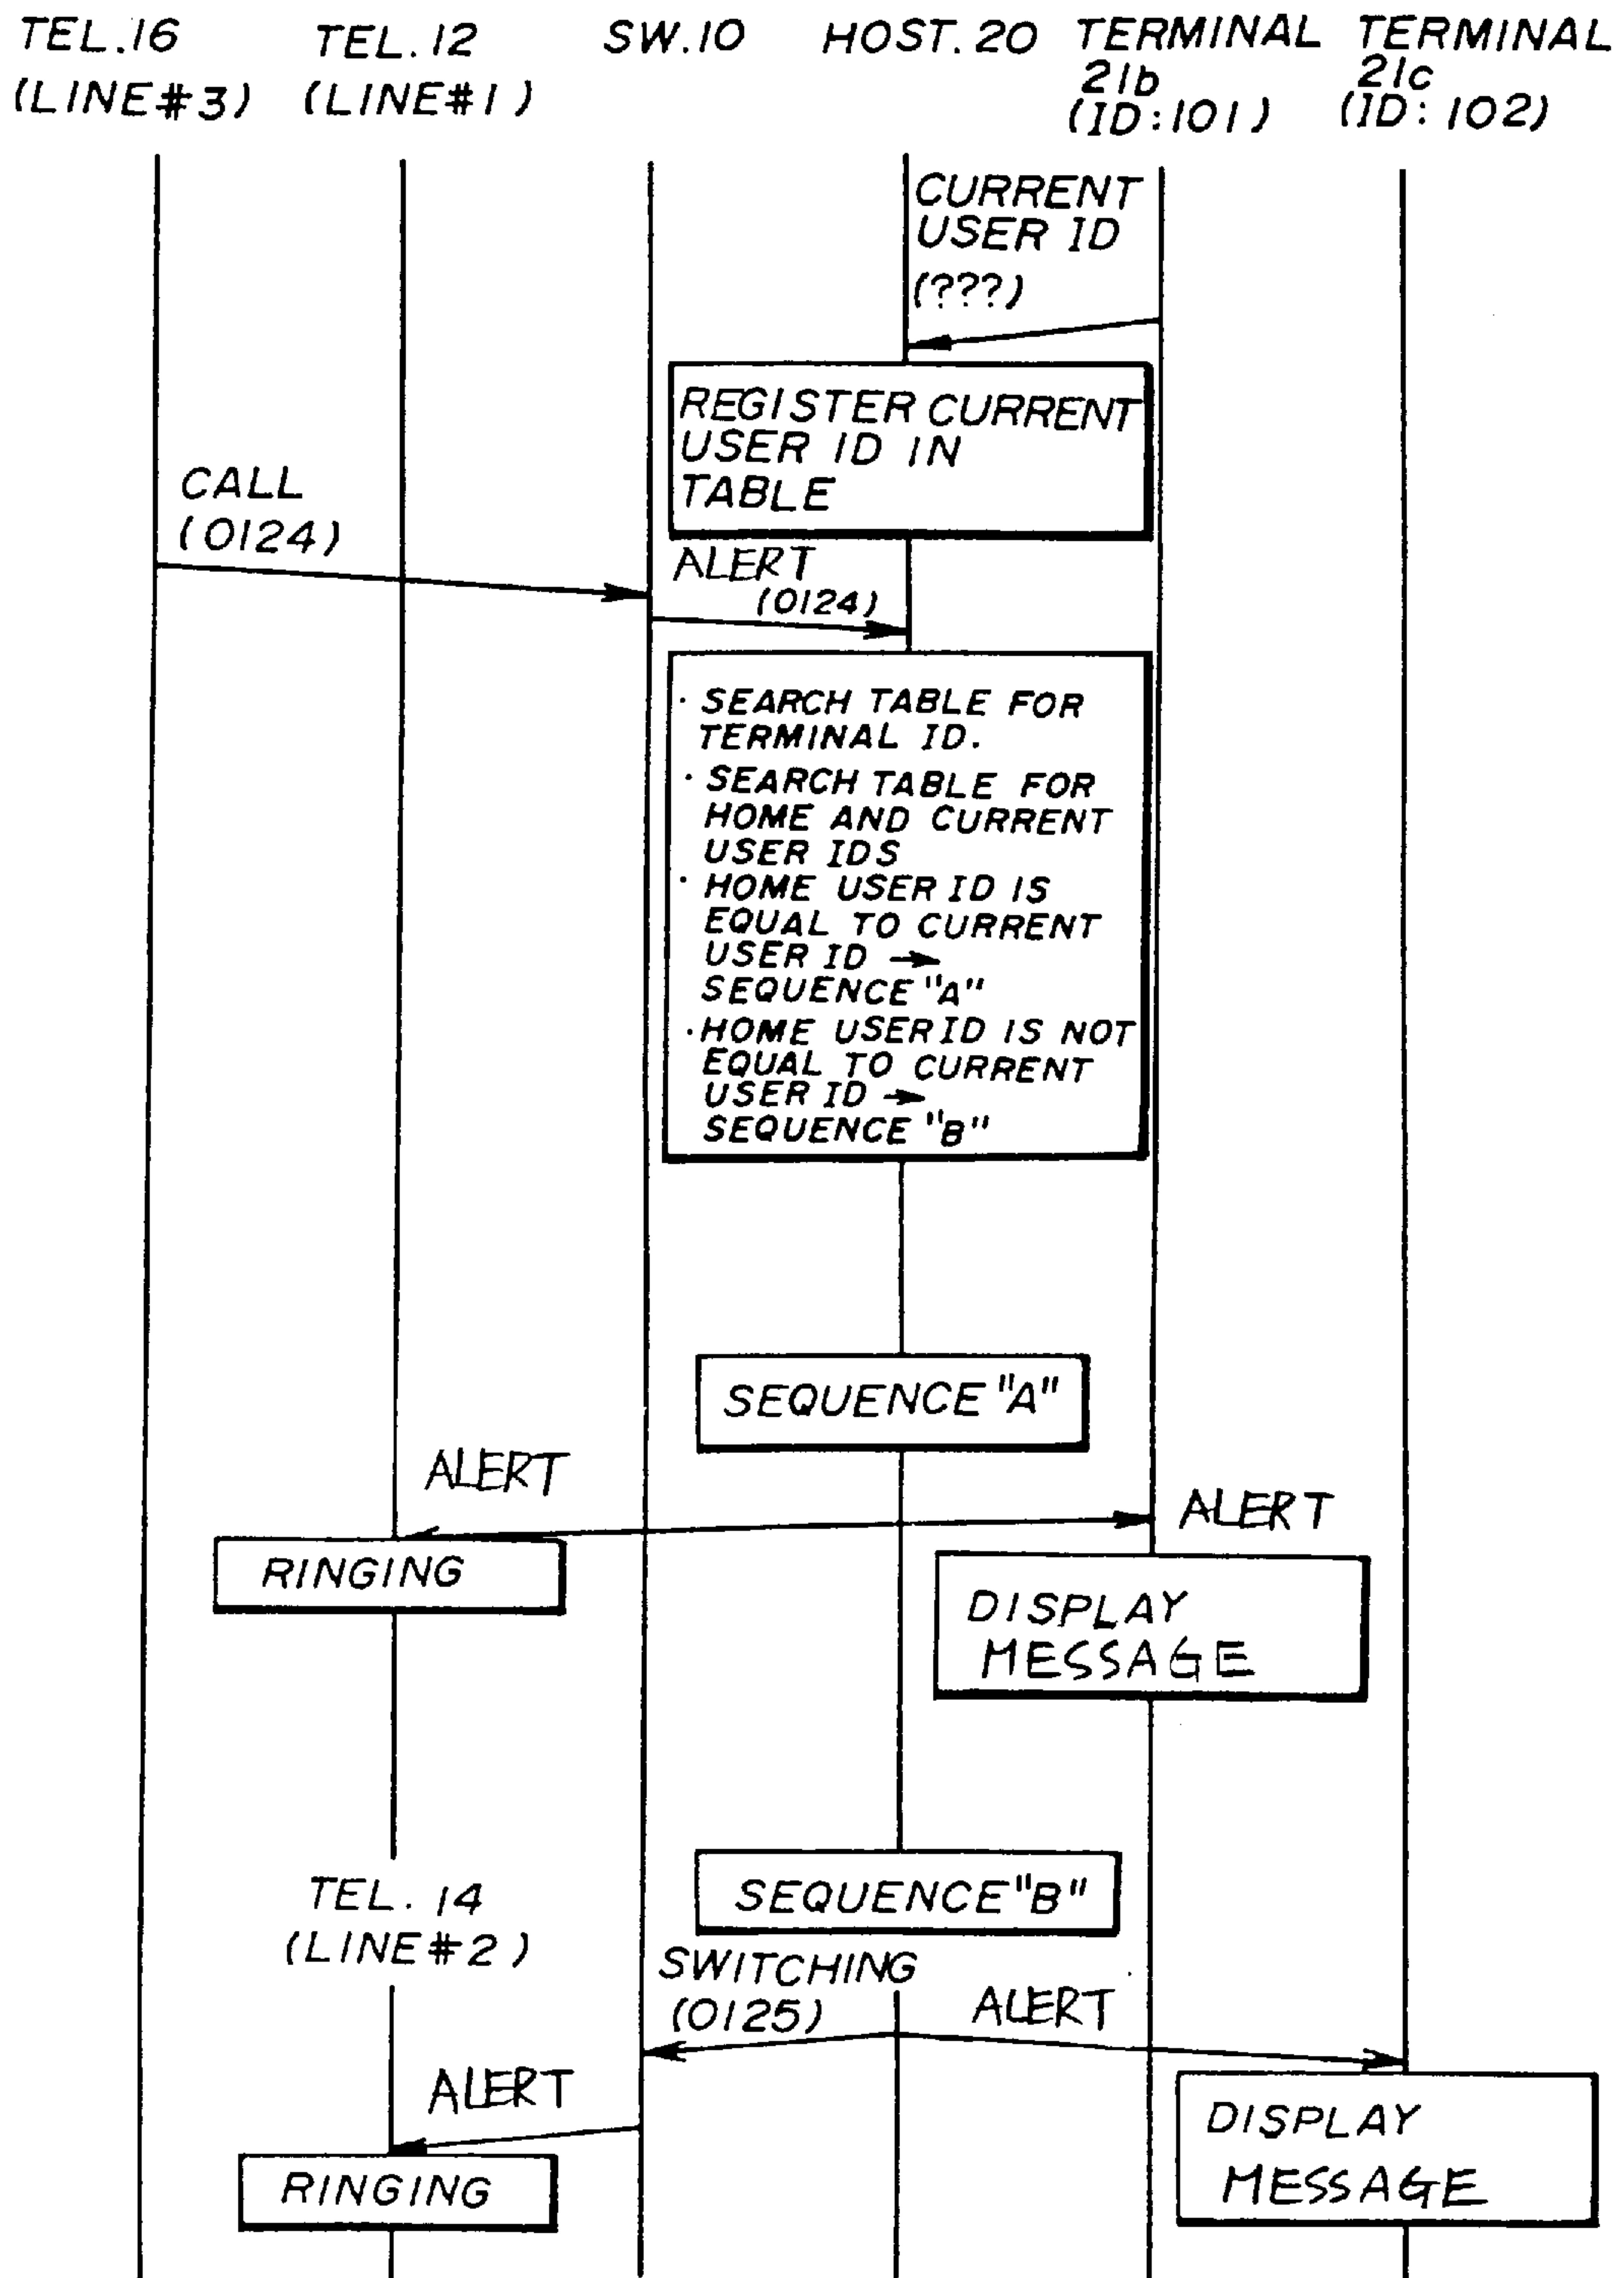 TEL.16
(LINE#3)
TEL.12
(LINE#1)
SW.10
HOST.20
TERMINAL
21b
(ID:101)
TERMINAL
21c
(ID:102)
CURRENT
USER ID
(???)
REGISTER CURRENT
USER ID IN
TABLE
CALL
(0124)
ALERT
(0124)
· SEARCH TABLE FOR
TERMINAL ID.
· SEARCH TABLE FOR
HOME AND CURRENT
USER IDS
· HOME USER ID IS
EQUAL TO CURRENT
USER ID →
SEQUENCE "A"
· HOME USER ID IS NOT
EQUAL TO CURRENT
USER ID →
SEQUENCE "B"
SEQUENCE "A"
ALERT
ALERT
RINGING
DISPLAY
MESSAGE
SEQUENCE "B"
TEL. 14
(LINE#2)
SWITCHING
(0125)
ALERT
ALERT
RINGING
DISPLAY
MESSAGE